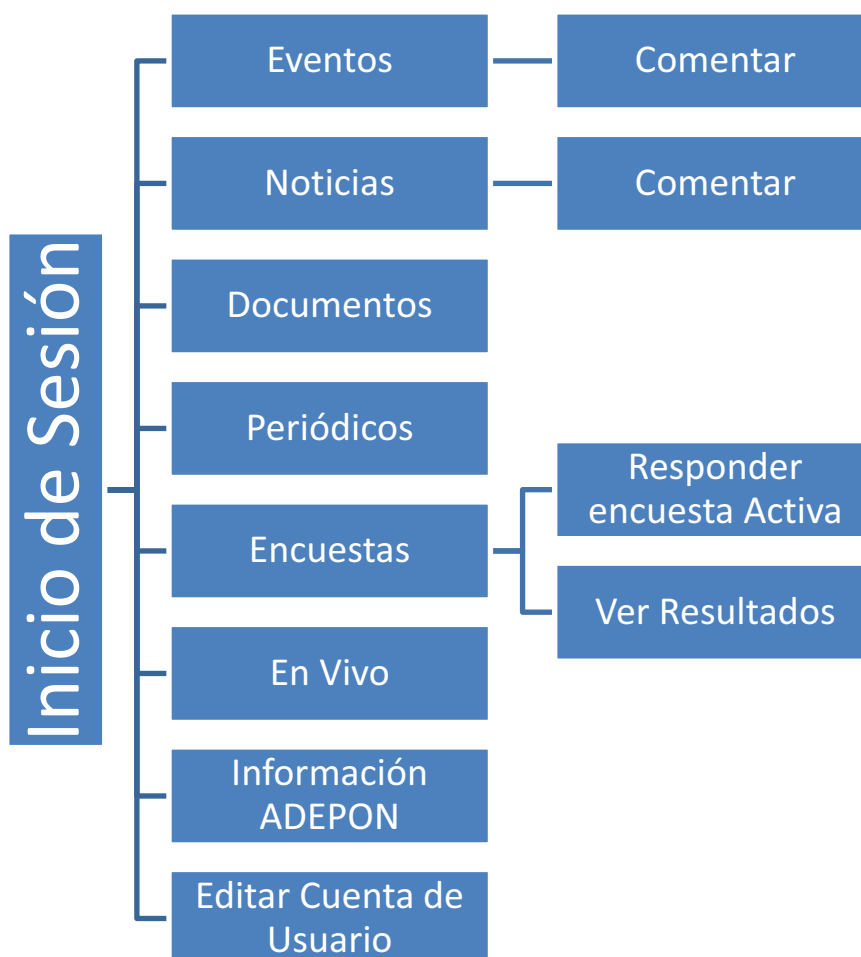 Inicio de Sesión
Eventos
Comentar
Noticias
Comentar
Documentos
Periódicos
Encuestas
Responder
encuesta Activa
Ver Resultados
En Vivo
Información
ADEPON
Editar Cuenta de
Usuario